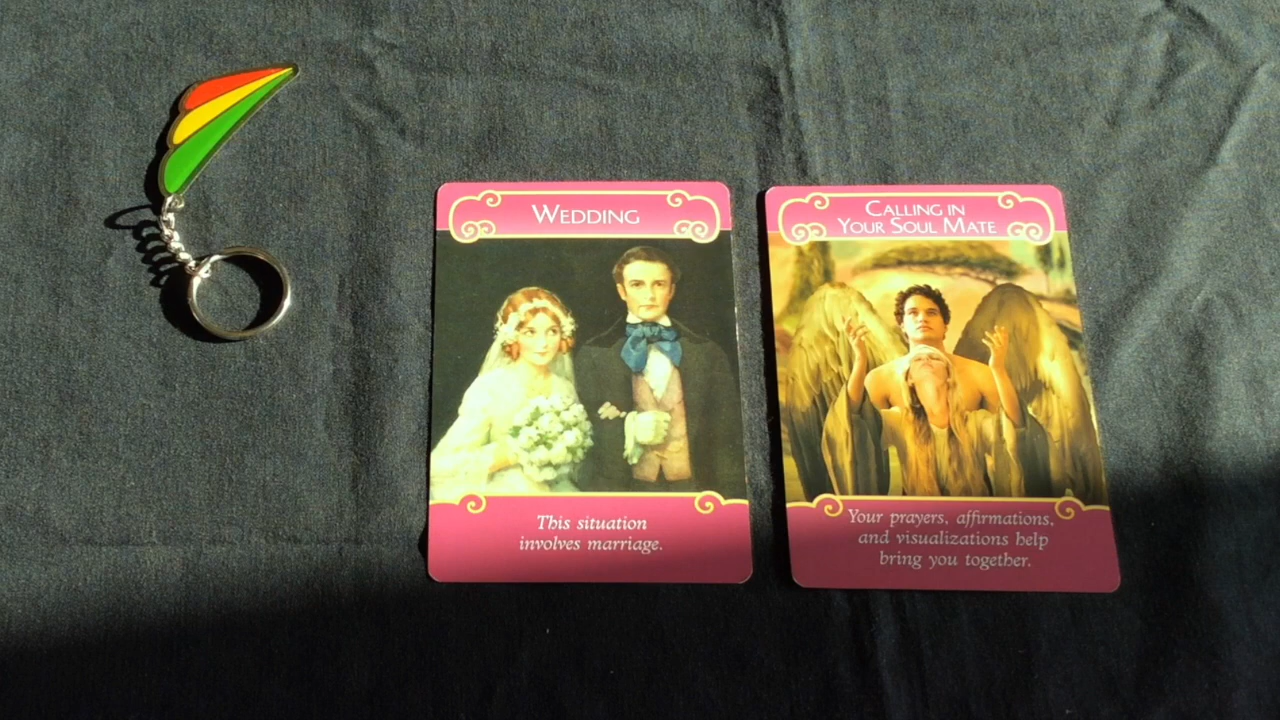 WEDDING
This situation
involves marriage.
CALLING IN
YOUR SOUL MATE
Your prayers, affirmations,
and visualizations help
bring you together.